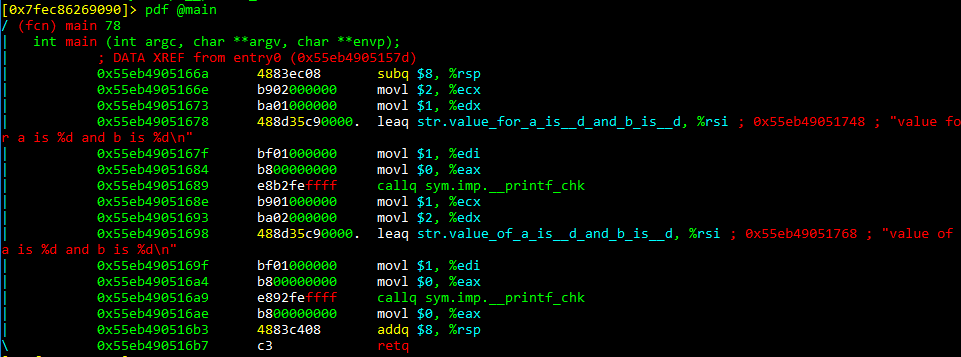 [0x7fec86269090]> pdf @main
/ (fcn) main 78
|   int main (int argc, char **argv, char **envp);
|           ; DATA XREF from entry0 (0x55eb4905157d)
|           0x55eb4905166a      4883ec08       subq $8, %rsp
|           0x55eb4905166e      b902000000     movl $2, %ecx
|           0x55eb49051673      ba01000000     movl $1, %edx
|           0x55eb49051678      488d35c90000.  leaq str.value_for_a_is__d_and_b_is__d, %rsi ; 0x55eb49051748 ; "value fo
r a is %d and b is %d\n"
|           0x55eb4905167f      bf01000000     movl $1, %edi
|           0x55eb49051684      b800000000     movl $0, %eax
|           0x55eb49051689      e8b2feffff     callq sym.imp.__printf_chk
|           0x55eb4905168e      b901000000     movl $1, %ecx
|           0x55eb49051693      ba02000000     movl $2, %edx
|           0x55eb49051698      488d35c90000.  leaq str.value_of_a_is__d_and_b_is__d, %rsi ; 0x55eb49051768 ; "value of
a is %d and b is %d\n"
|           0x55eb4905169f      bf01000000     movl $1, %edi
|           0x55eb490516a4      b800000000     movl $0, %eax
|           0x55eb490516a9      e892feffff     callq sym.imp.__printf_chk
|           0x55eb490516ae      b800000000     movl $0, %eax
|           0x55eb490516b3      4883c408       addq $8, %rsp
\           0x55eb490516b7      c3             retq